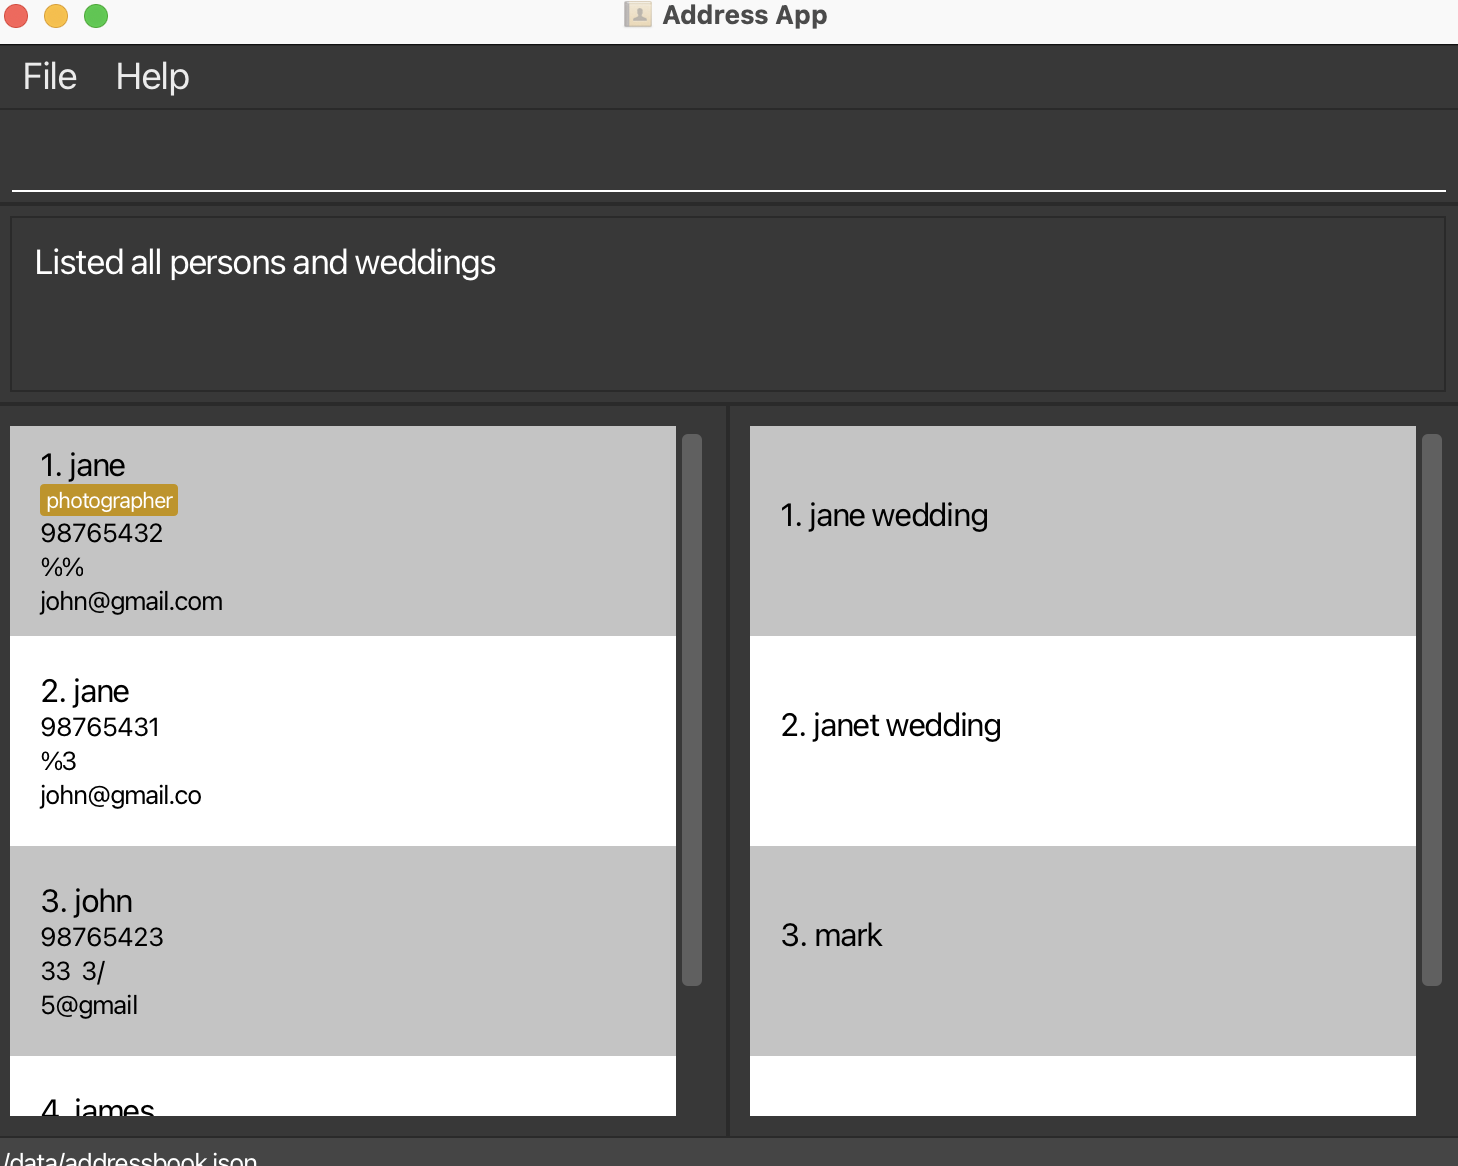 Address App
File Help
Listed all persons and weddings
1. jane
photographer
98765432
%%
john@gmail.com
2. jane
98765431
%3
john@gmail.co
3. john
98765423
33 3/
5@gmail
4. james
1. jane wedding
2. janet wedding
3. mark
/data/addressbook.json